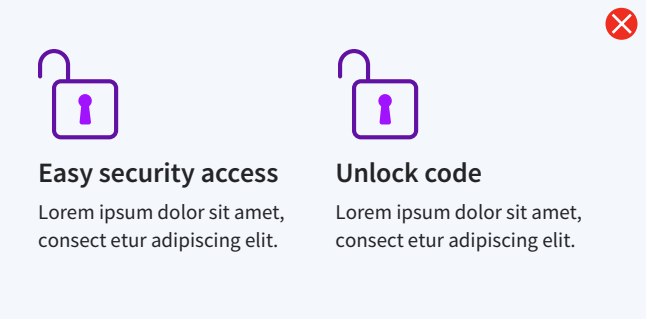 Easy security access
Lorem ipsum dolor sit amet,
consect etur adipiscing elit.
Unlock code
Lorem ipsum dolor sit amet,
consect etur adipiscing elit.